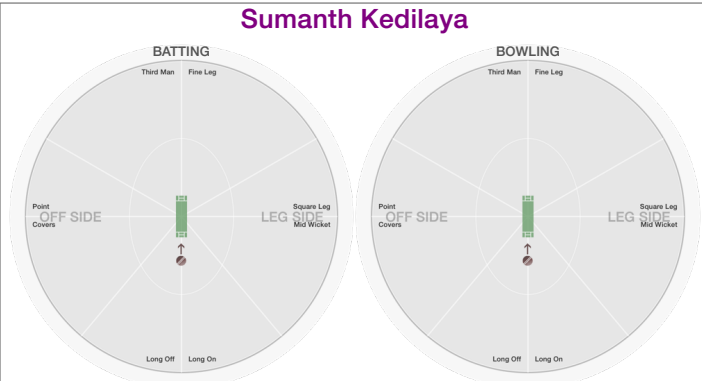 Sumanth Kedilaya
BATTING
Third Man Fine Leg
Point
OFF SIDE
Covers
Square Leg
LEG SIDE
Mid Wicket
Long Off Long On
BOWLING
Third Man Fine Leg
Point
OFF SIDE
Covers
Square Leg
LEG SIDE
Mid Wicket
Long Off Long On